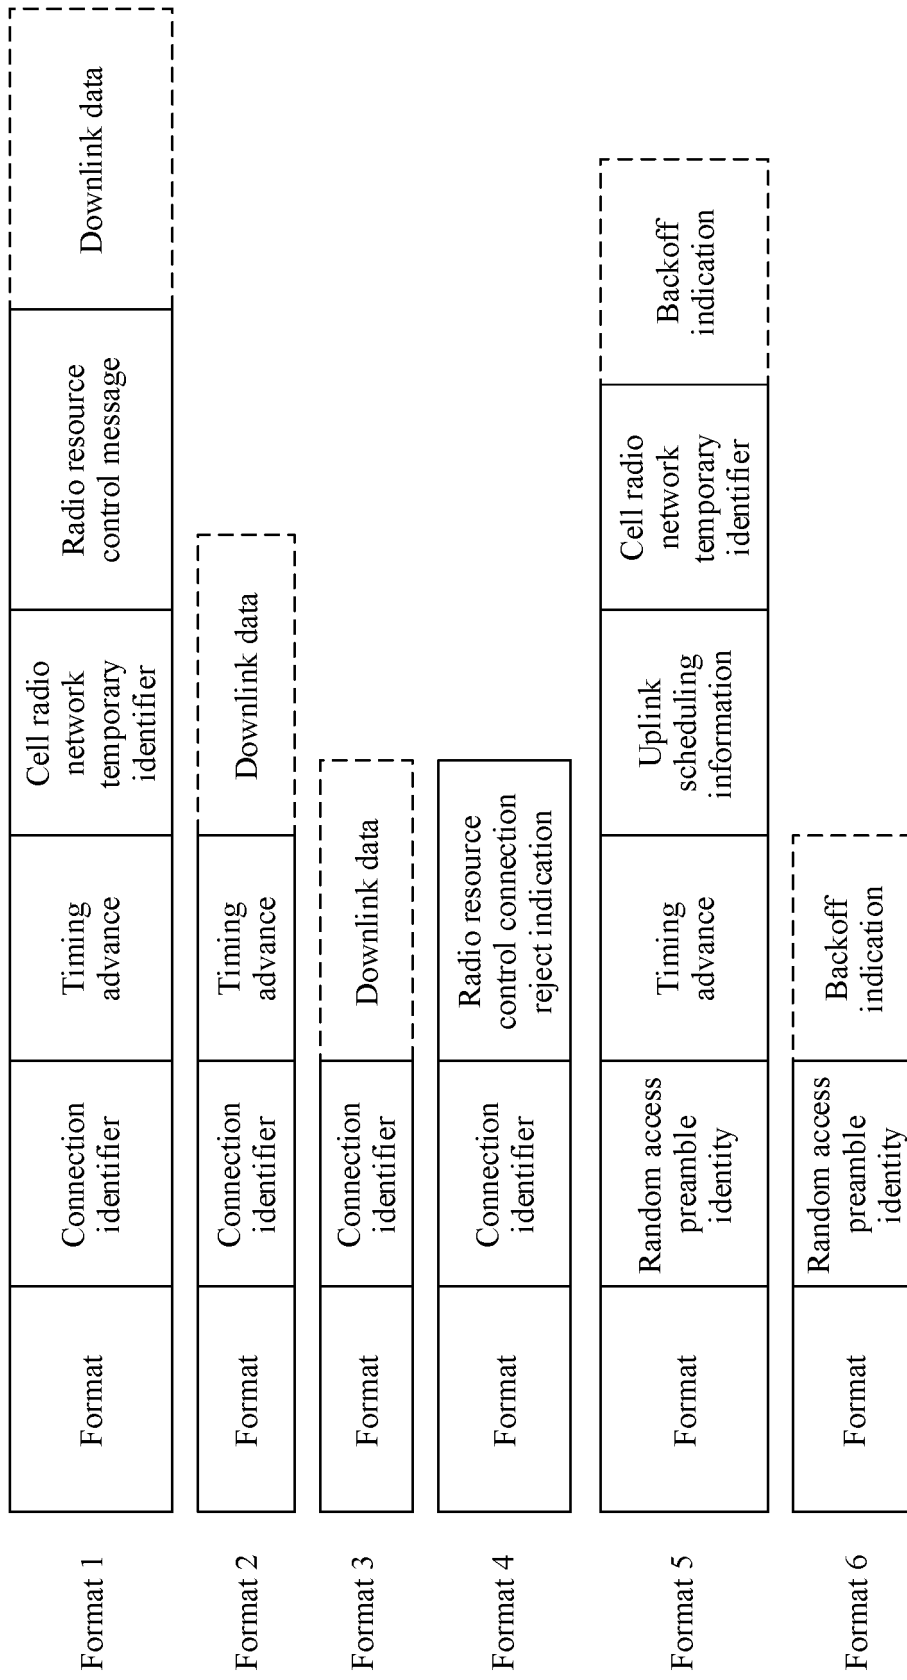 Format 1
Format
Connection
identifier
Timing
advance
Cell radio
network
temporary
identifier
Radio resource
control message
Downlink data
Format 2
Format
Connection
identifier
Timing
advance
Downlink data
Format 3
Format
Connection
identifier
Downlink data
Format 4
Format
Connection
identifier
Radio resource
control connection
reject indication
Format 5
Format
Random access
preamble
identity
Timing
advance
Uplink
scheduling
information
Cell radio
network
temporary
identifier
Backoff
indication
Format 6
Format
Random access
preamble
identity
Backoff
indication